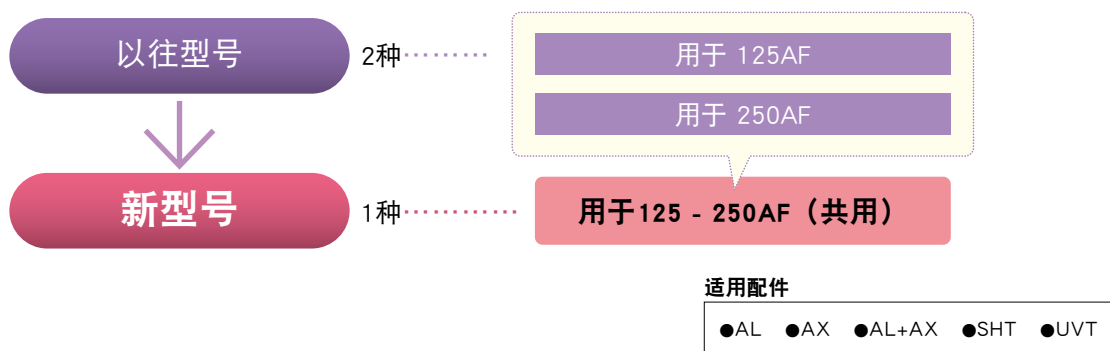 以往型号
2种
用于 125AF
用于 250AF
新型号
1种
用于125 - 250AF（共用）
适用配件
●AL ●AX ●AL+AX ●SHT ●UVT